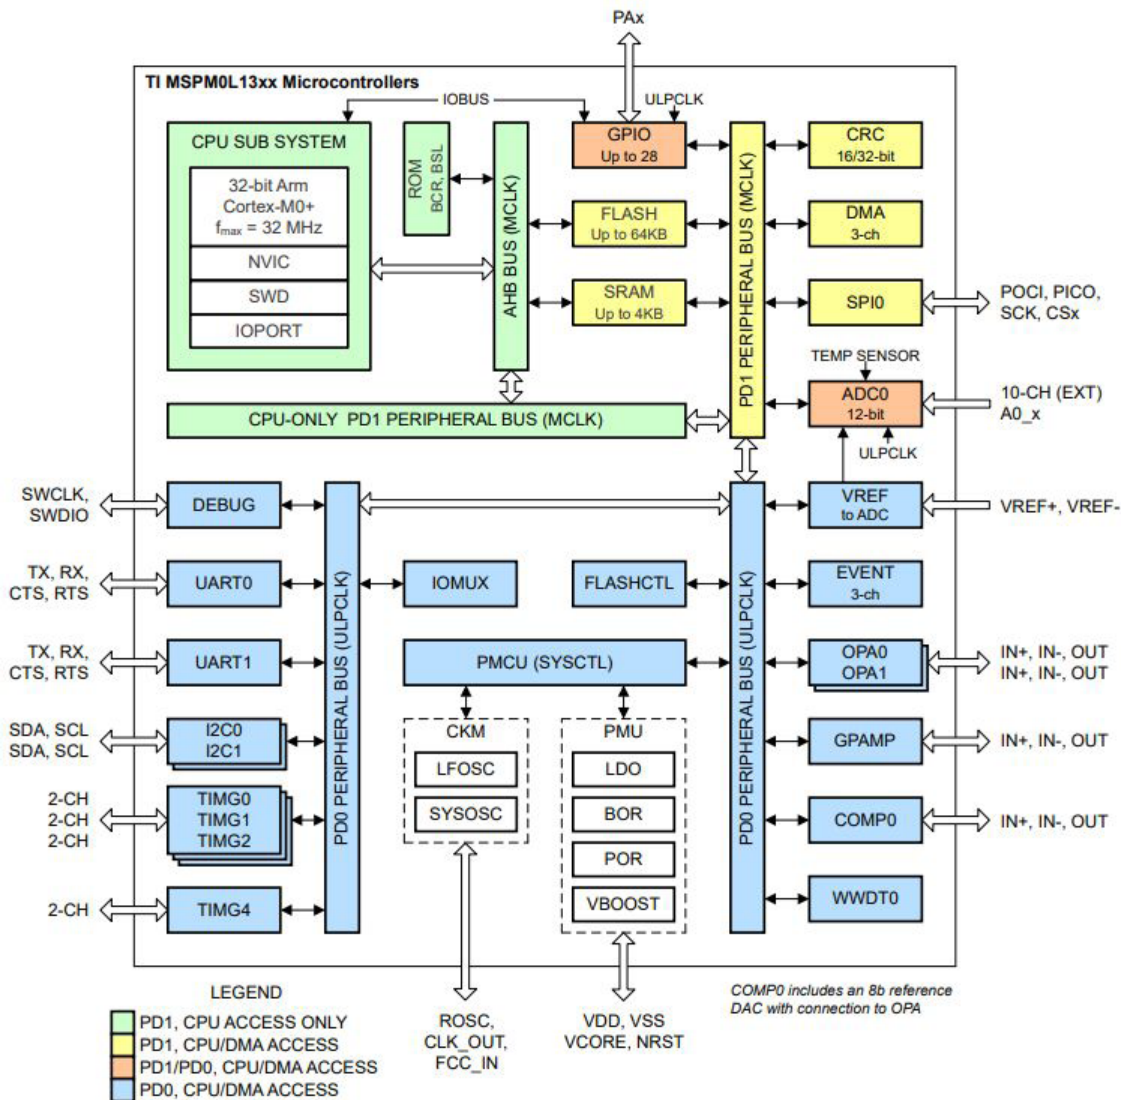 PAx
TI MSPM0L13xx Microcontrollers
IOBUS
ULPCLK
CPU SUB SYSTEM
32-bit Arm
Cortex-M0+
fmax = 32 MHz
NVIC
SWD
IOPORT
ROM
BCR, BSL
AHB BUS (MCLK)
GPIO
Up to 28
FLASH
Up to 64KB
SRAM
Up to 4KB
PD1 PERIPHERAL BUS (MCLK)
CRC
16/32-bit
DMA
3-ch
SPI0
POCI, PICO,
SCK, CSx
TEMP SENSOR
ADC0
12-bit
10-CH (EXT)
A0_x
ULPCLK
CPU-ONLY PD1 PERIPHERAL BUS (MCLK)
SWCLK,
SWDIO
DEBUG
TX, RX,
CTS, RTS
UART0
TX, RX,
CTS, RTS
UART1
SDA, SCL
SDA, SCL
I2C0
I2C1
2-CH
2-CH
2-CH
TIMG0
TIMG1
TIMG2
2-CH
TIMG4
PD0 PERIPHERAL BUS (ULPCLK)
IOMUX
FLASHCTL
PMCU (SYSCTL)
CKM
LFOSC
SYSOSC
PMU
LDO
BOR
POR
VBOOST
PD0 PERIPHERAL BUS (ULPCLK)
VREF
to ADC
VREF+, VREF-
EVENT
3-ch
OPA0
OPA1
IN+, IN-, OUT
IN+, IN-, OUT
GPAMP
IN+, IN-, OUT
COMP0
IN+, IN-, OUT
WWDT0
ROSC,
CLK_OUT,
FCC_IN
VDD, VSS
VCORE, NRST
COMP0 includes an 8b reference
DAC with connection to OPA
LEGEND
PD1, CPU ACCESS ONLY
PD1, CPU/DMA ACCESS
PD1/PD0, CPU/DMA ACCESS
PD0, CPU/DMA ACCESS